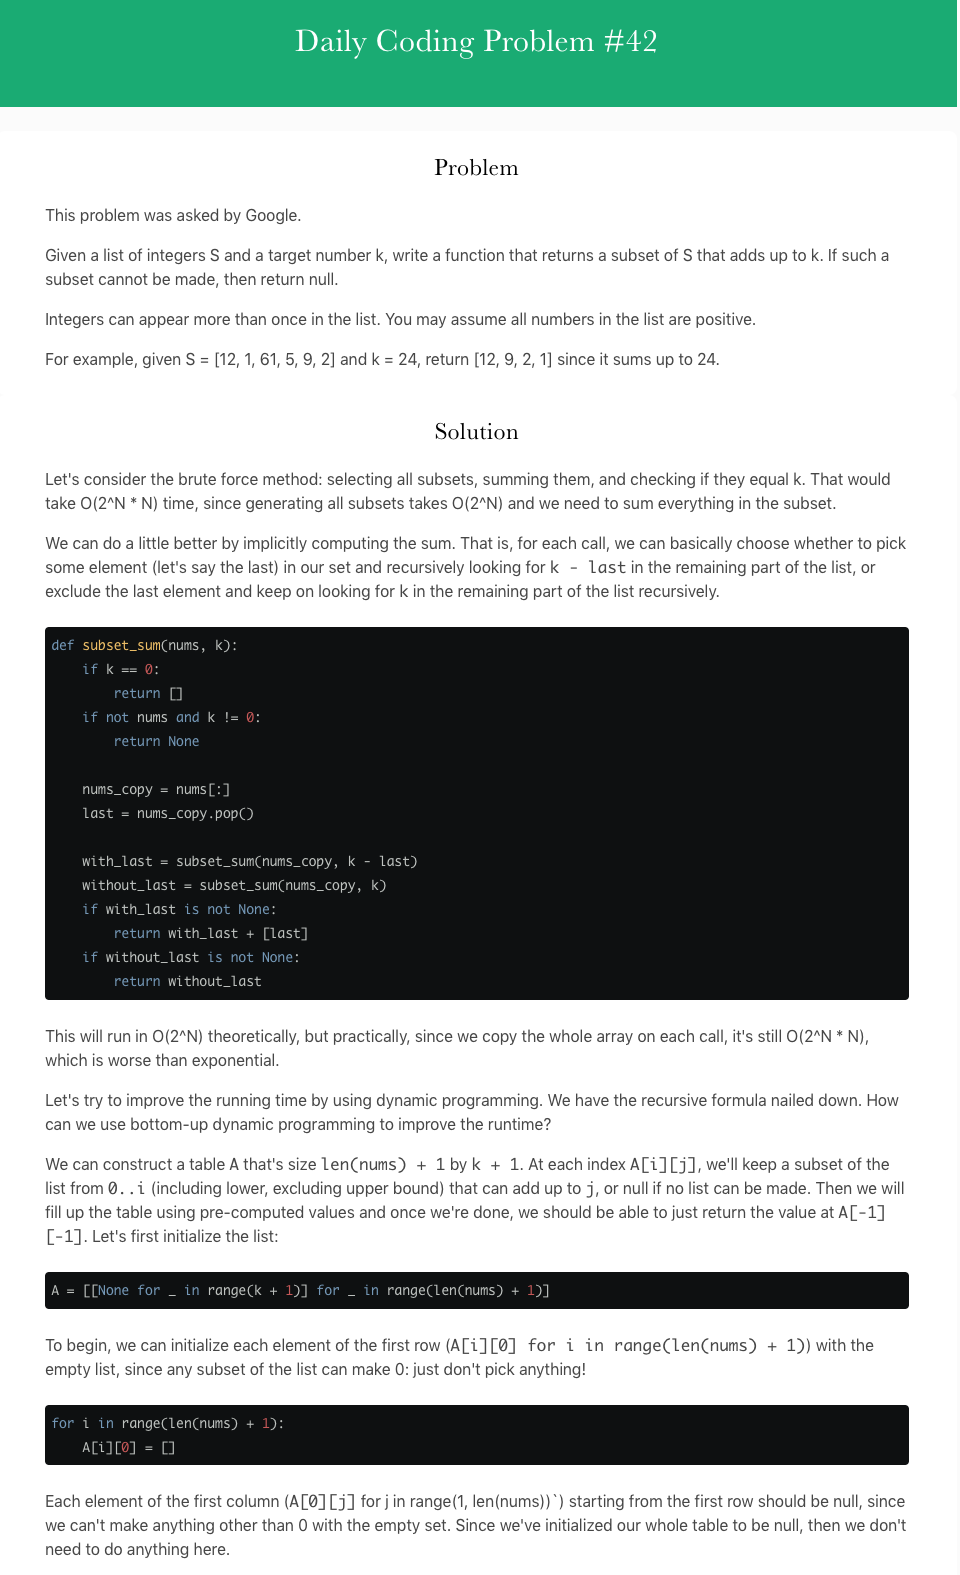 Daily Coding Problem #42
Problem
This problem was asked by Google.
Given a list of integers S and a target number k, write a function that returns a subset of S that adds up to k. If such a
subset cannot be made, then return null.
Integers can appear more than once in the list. You may assume all numbers in the list are positive.
For example, given S = [12, 1, 61, 5, 9, 2] and k = 24, return [12, 9, 2, 1] since it sums up to 24.
Solution
Let's consider the brute force method: selecting all subsets, summing them, and checking if they equal k. That would
take O(2^N * N) time, since generating all subsets takes O(2^N) and we need to sum everything in the subset.
We can do a little better by implicitly computing the sum. That is, for each call, we can basically choose whether to pick
some element (let's say the last) in our set and recursively looking for k - last in the remaining part of the list, or
exclude the last element and keep on looking for k in the remaining part of the list recursively.
def subset_sum(nums, k):
    if k == 0:
        return []
    if not nums and k != 0:
        return None
    nums_copy = nums[:]
    last = nums_copy.pop()
    with_last = subset_sum(nums_copy, k - last)
    without_last = subset_sum(nums_copy, k)
    if with_last is not None:
        return with_last + [last]
    if without_last is not None:
        return without_last
This will run in O(2^N) theoretically, but practically, since we copy the whole array on each call, it's still O(2^N * N),
which is worse than exponential.
Let's try to improve the running time by using dynamic programming. We have the recursive formula nailed down. How
can we use bottom-up dynamic programming to improve the runtime?
We can construct a table A that's size len(nums) + 1 by k + 1. At each index A[i][j], we'll keep a subset of the
list from 0..i (including lower, excluding upper bound) that can add up to j, or null if no list can be made. Then we will
fill up the table using pre-computed values and once we're done, we should be able to just return the value at A[-1]
[-1]. Let's first initialize the list:
A = [[None for _ in range(k + 1)] for _ in range(len(nums) + 1)]
To begin, we can initialize each element of the first row (A[i][0] for i in range(len(nums) + 1)) with the
empty list, since any subset of the list can make 0: just don't pick anything!
for i in range(len(nums) + 1):
    A[i][0] = []
Each element of the first column (A[0][j] for j in range(1, len(nums))`) starting from the first row should be null, since
we can't make anything other than 0 with the empty set. Since we've initialized our whole table to be null, then we don't
need to do anything here.